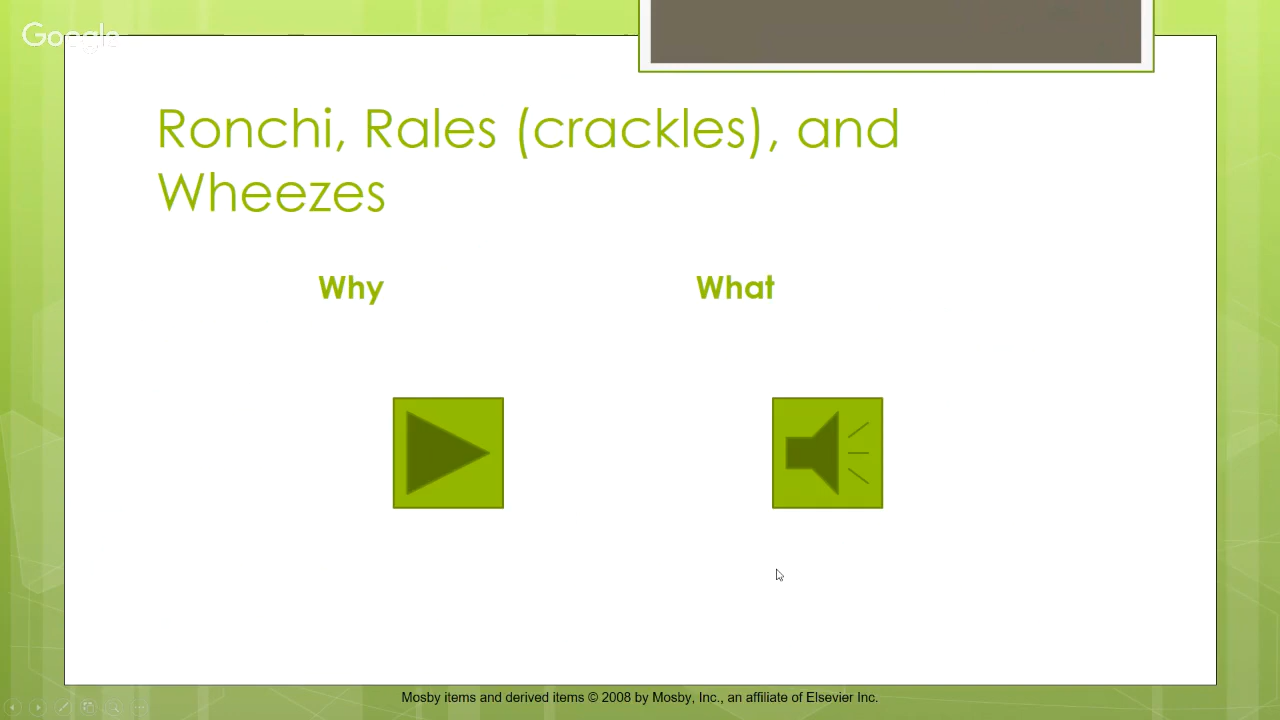 Google
Ronchi, Rales (crackles), and
Wheezes
Why
What
Mosby items and derived items © 2008 by Mosby, Inc., an affiliate of Elsevier Inc.